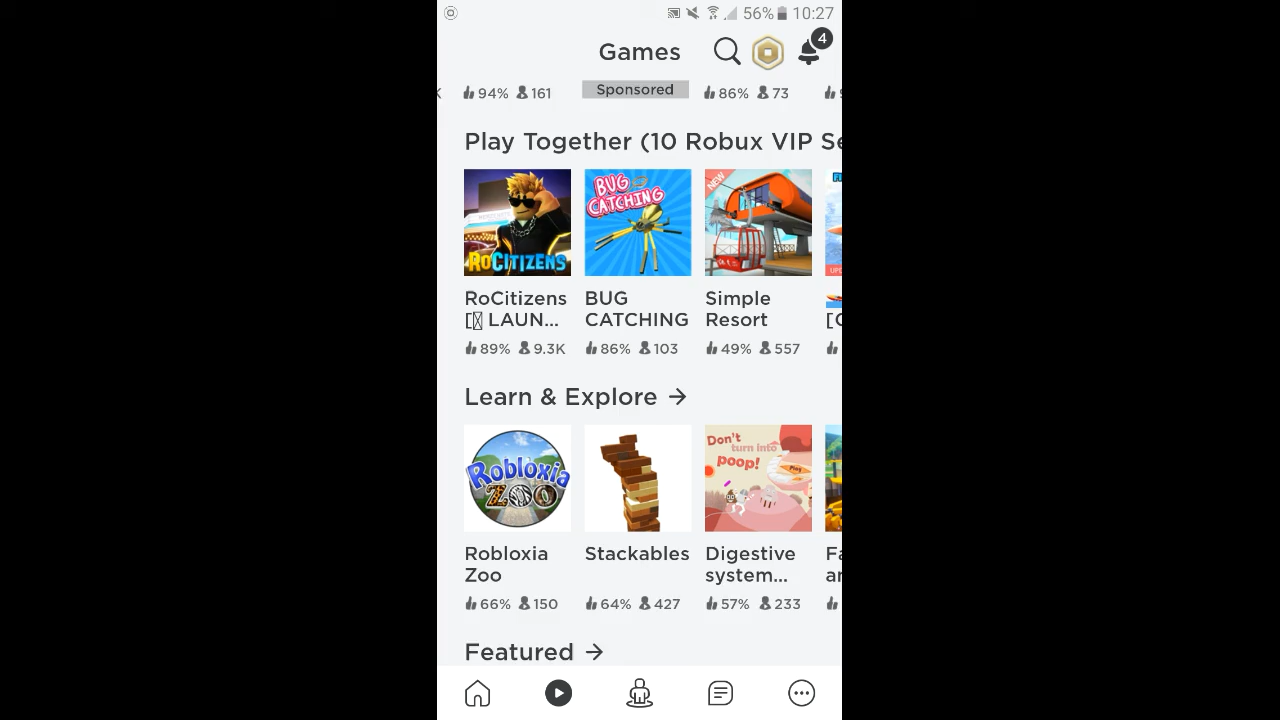 56% 10:27
Games 4
94% 161 Sponsored 86% 73
Play Together (10 Robux VIP Se
BUG
CATCHING
NEW
ROCITIZENS
RoCitizens BUG Simple
[ LAUN... CATCHING Resort
89% 9.3K 86% 103 49% 557
Learn & Explore →
Robloxia
ZOO
Don't
turn into
poop!
Play
Robloxia Stackables Digestive
Zoo system...
66% 150 64% 427 57% 233
Featured →